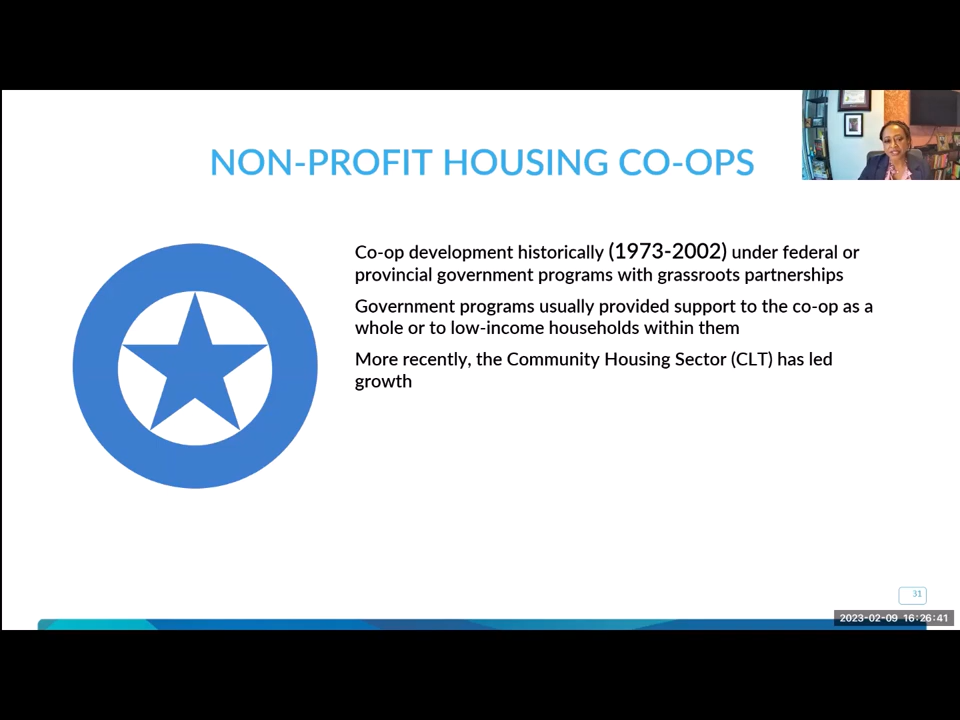 NON-PROFIT HOUSING CO-OPS
Co-op development historically (1973-2002) under federal or
provincial government programs with grassroots partnerships
Government programs usually provided support to the co-op as a
whole or to low-income households within them
More recently, the Community Housing Sector (CLT) has led
growth
31
2023-02-09 16:26:41